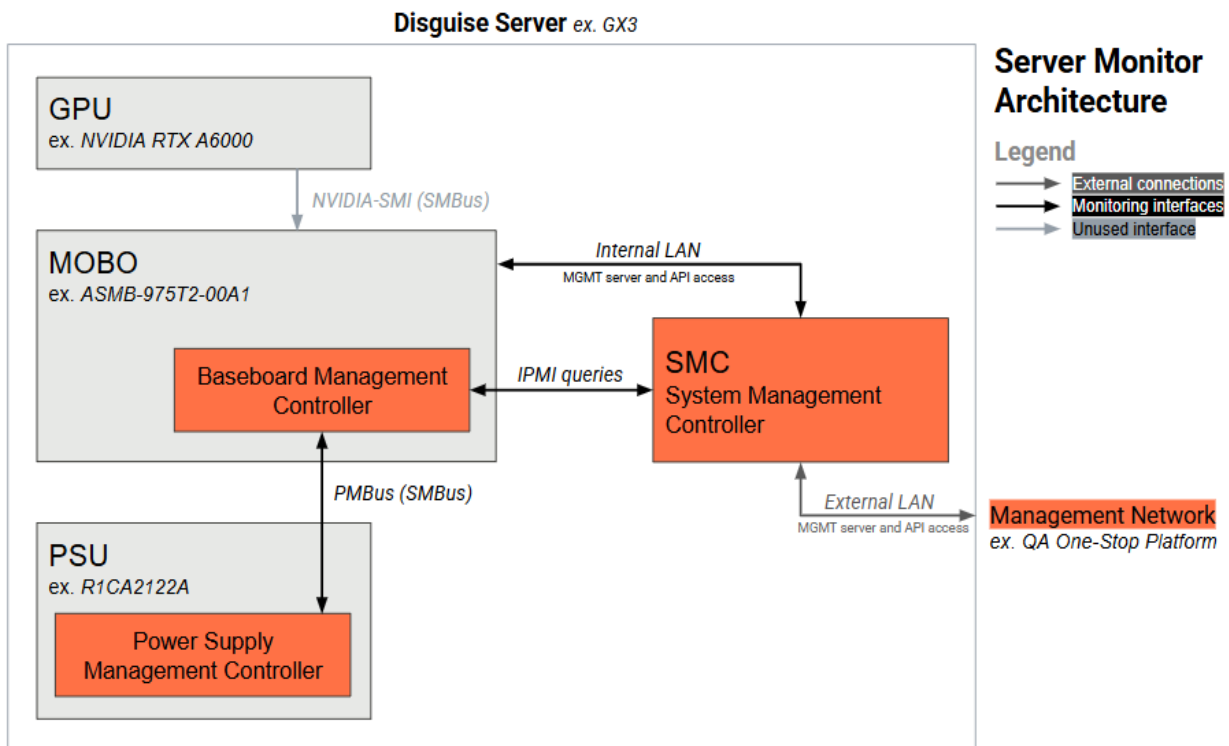 Disguise Server ex. GX3
Server Monitor
Architecture
Legend
External connections
Monitoring interfaces
Unused interface
GPU
ex. NVIDIA RTX A6000
NVIDIA-SMI (SMBus)
MOBO
ex. ASMB-975T2-00A1
Internal LAN
MGMT server and API access
Baseboard Management
Controller
IPMI queries
SMC
System Management
Controller
PMBus (SMBus)
External LAN
MGMT server and API access
Management Network
ex. QA One-Stop Platform
PSU
ex. R1CA2122A
Power Supply
Management Controller